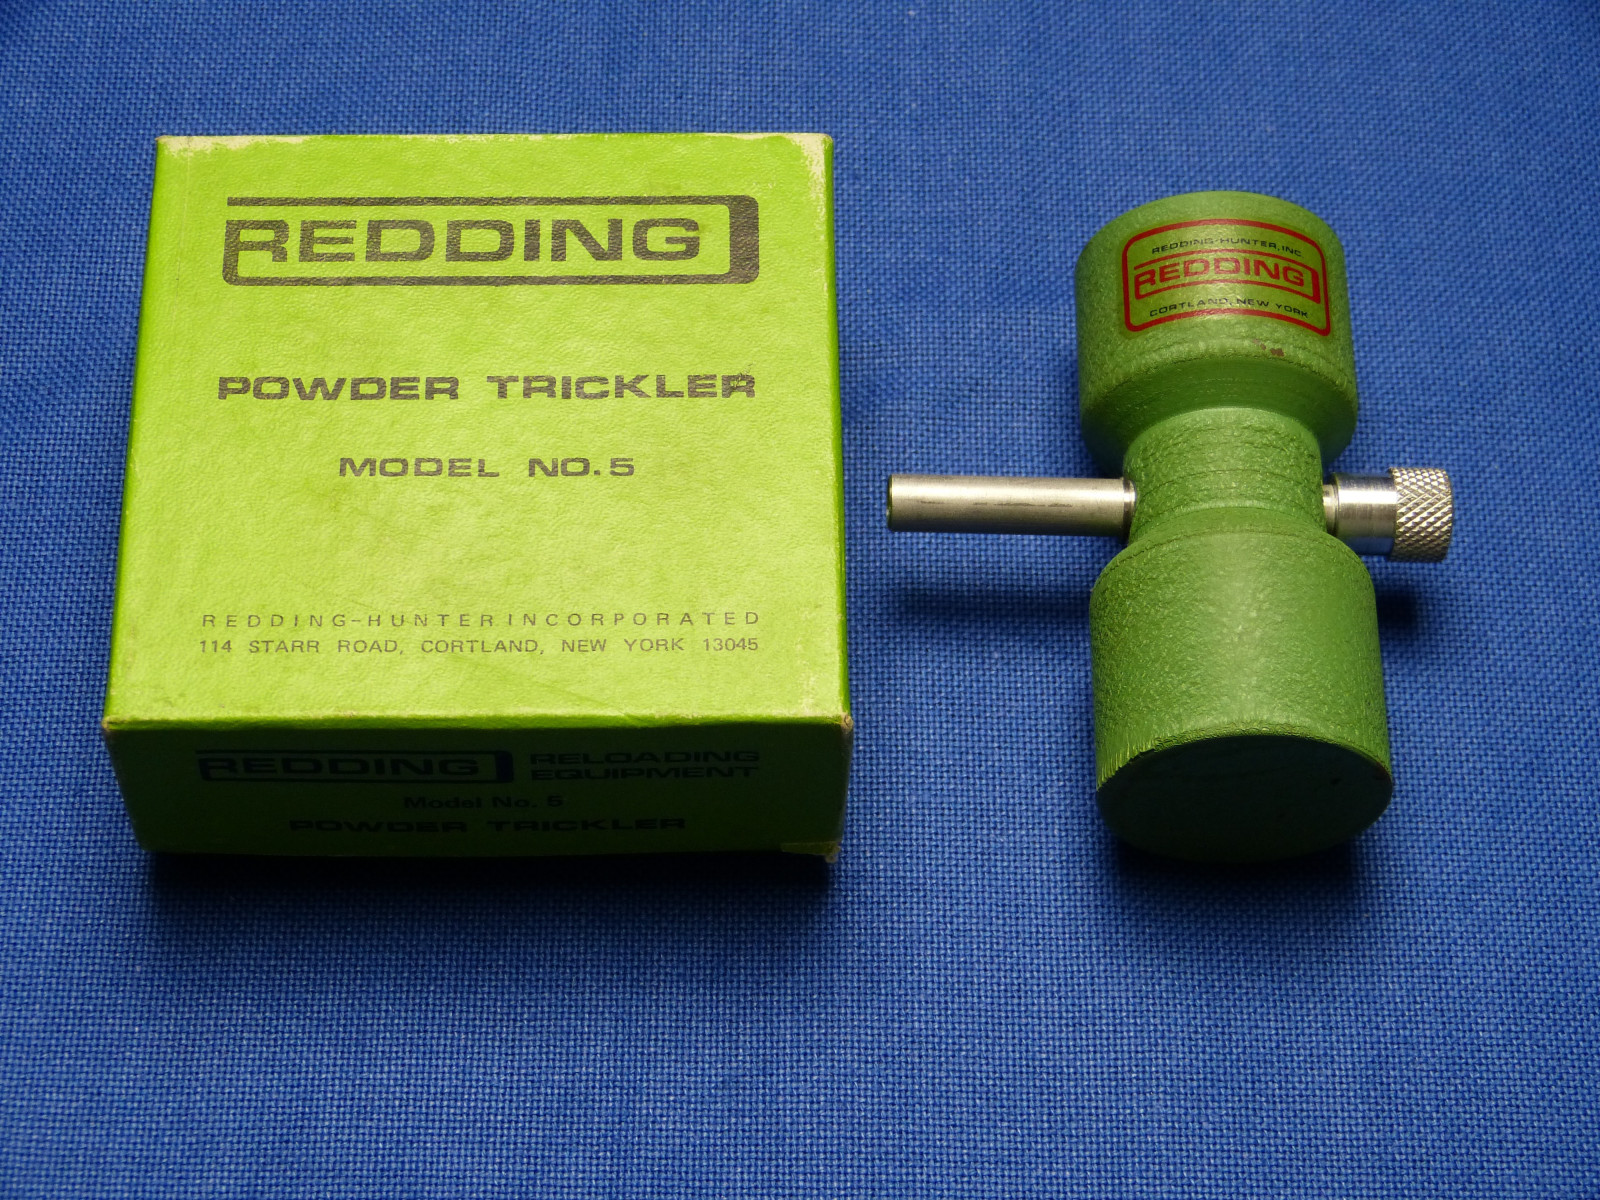 REDDING
POWDER TRICKLER
MODEL NO. 5
REDDING-HUNTER INCORPORATED
114 STARR ROAD, CORTLAND, NEW YORK 13045
REDDING RELOADING
EQUIPMENT
Model No. 5
POWDER TRICKLER
REDDING-HUNTER, INC.
REDDING
CORTLAND, NEW YORK